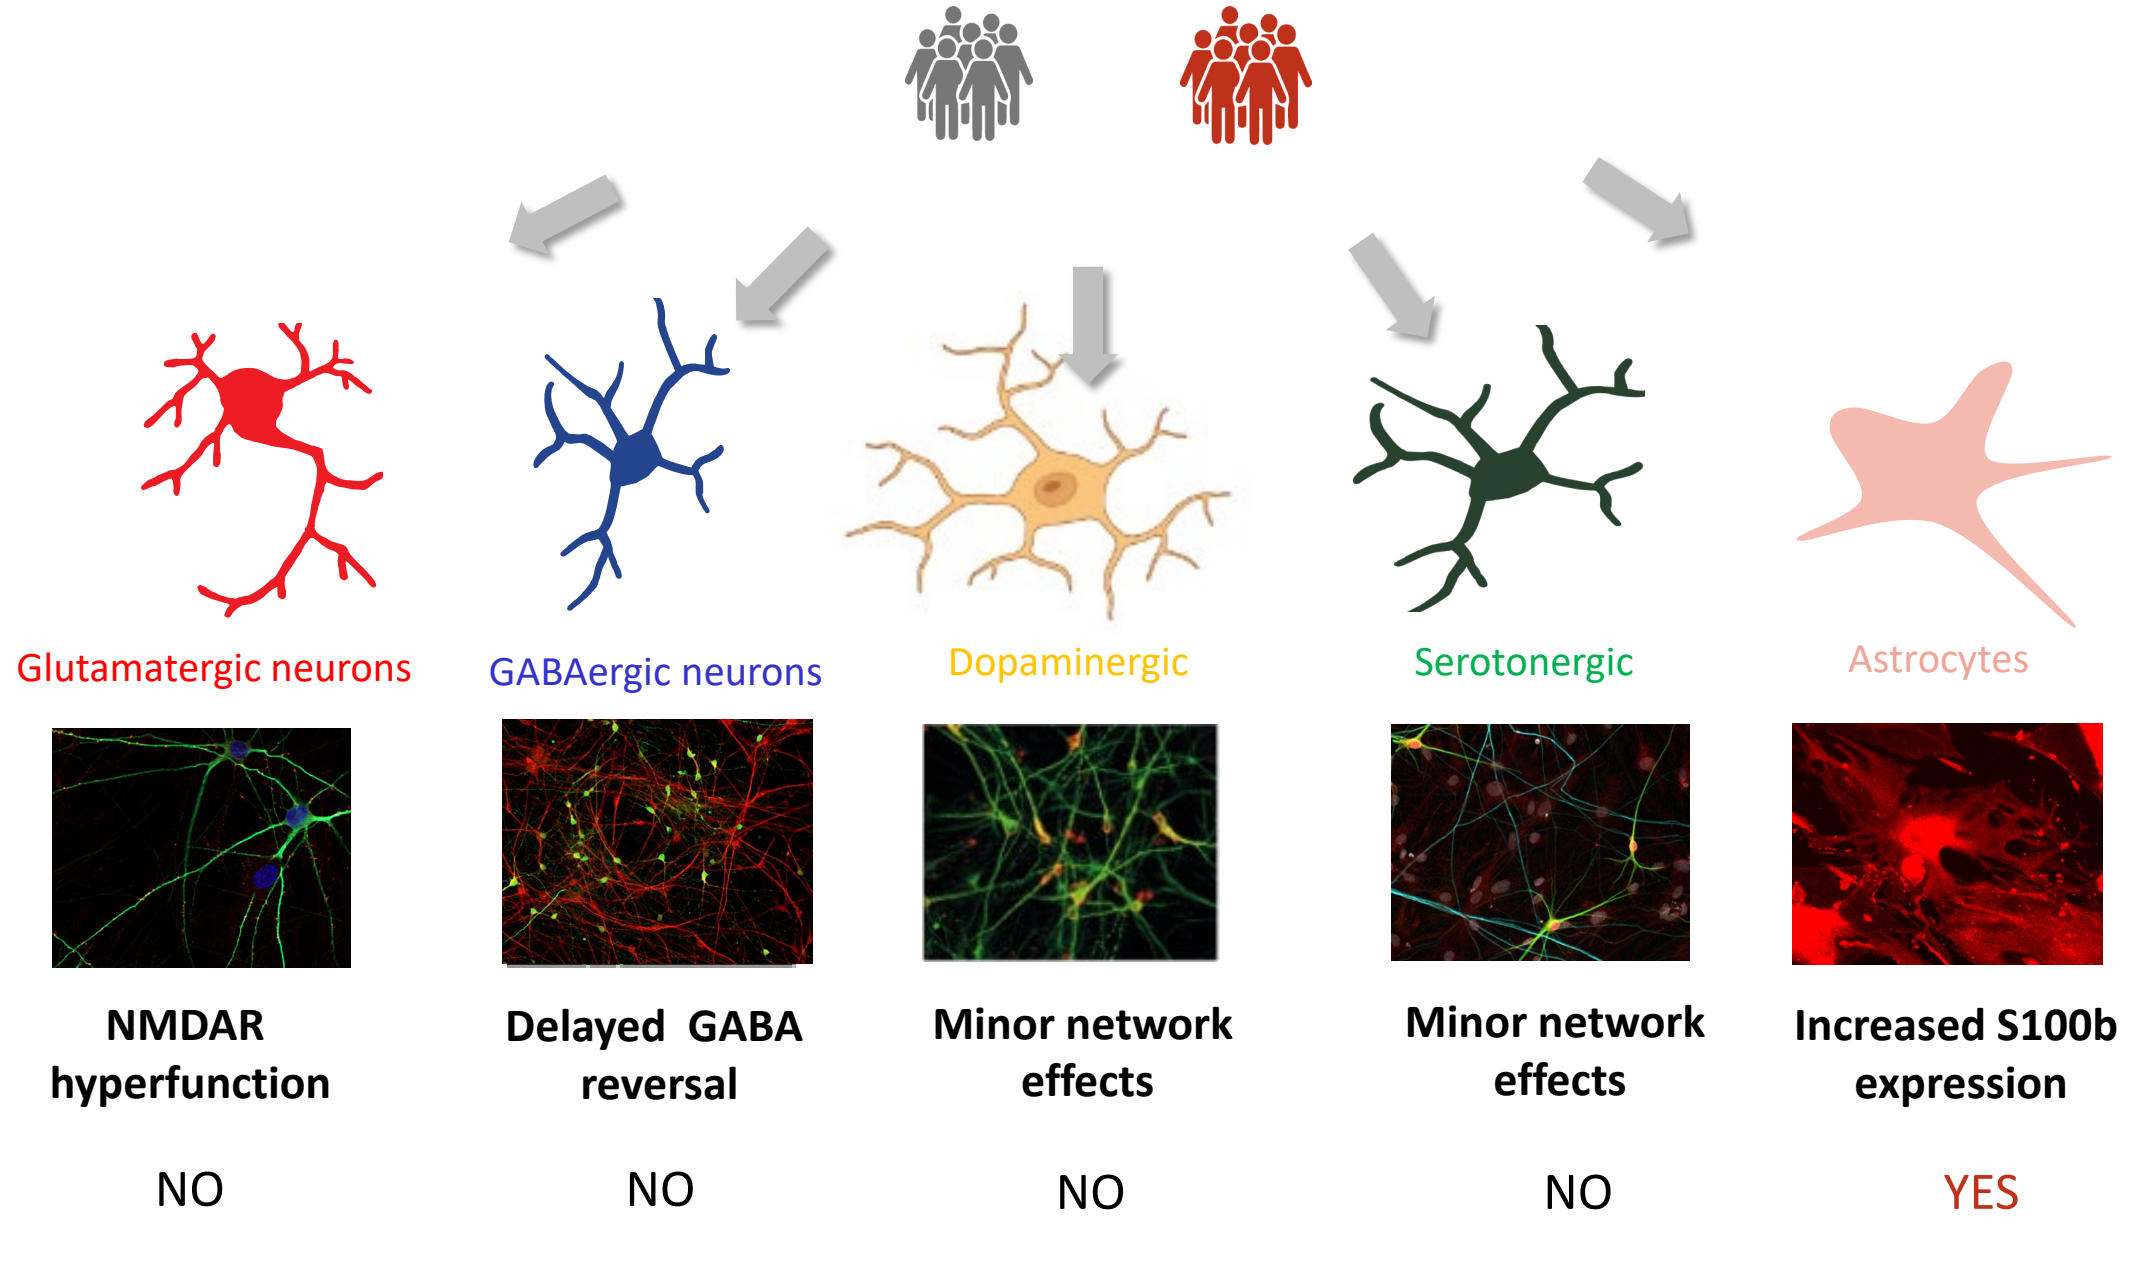 Glutamatergic neurons
GABAergic neurons
Dopaminergic
Serotonergic
Astrocytes
NMDAR
hyperfunction
Delayed GABA
reversal
Minor network
effects
Minor network
effects
Increased S100b
expression
NO
NO
NO
NO
YES